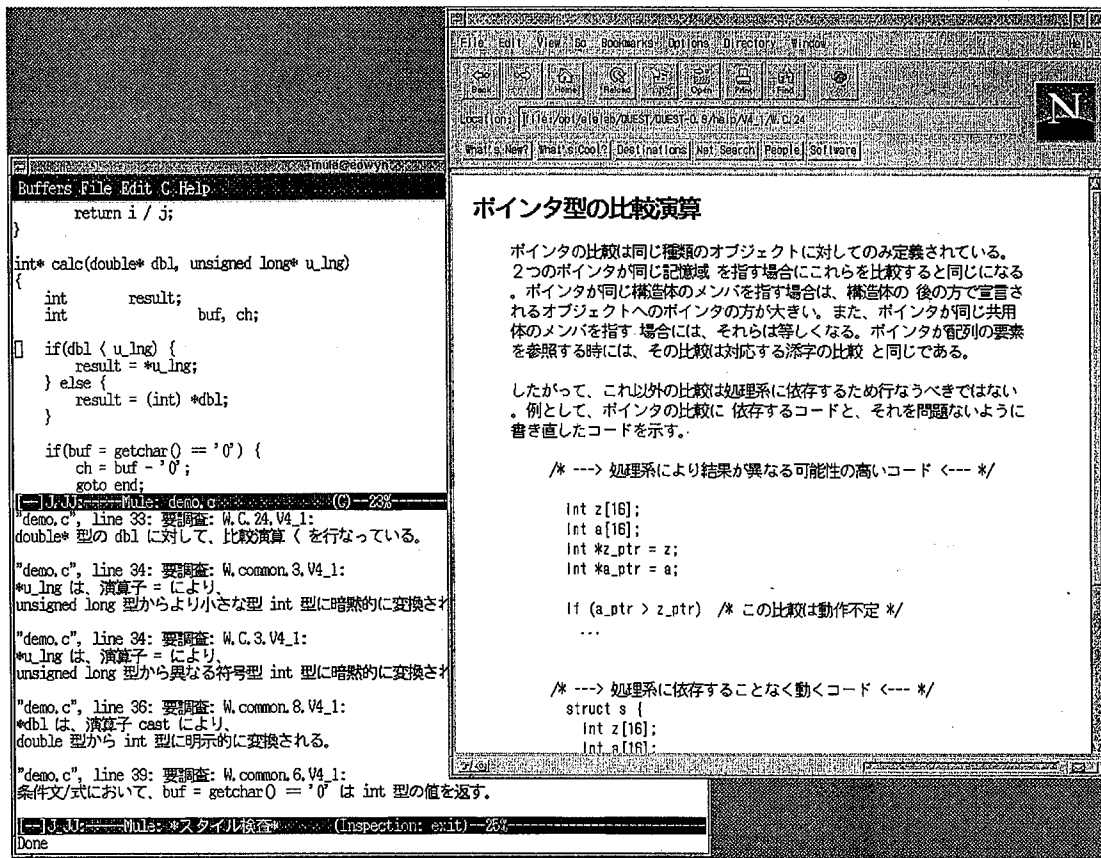 File Edit View Go Bookmarks Options Directory Window Help
Back Home Reload Open Print Find
N
Location: file:/opt/aleleb/QUEST/QUEST-0.8/help/V4_1/W.C.24
What's New? What's Cool? Destinations Net Search People Software
ポインタ型の比較演算
ポインタの比較は同じ種類のオブジェクトに対してのみ定義されている。
2つのポインタが同じ記憶域 を指す場合にこれらを比較すると同じになる
。ポインタが同じ構造体のメンバを指す場合は、構造体の 後の方で宣言さ
れるオブジェクトへのポインタの方が大きい。また、ポインタが同じ共用
体のメンバを指す 場合には、それらは等しくなる。ポインタが配列の要素
を参照する時には、その比較は対応する添字の比較 と同じである。
したがって、これ以外の比較は処理系に依存するため行なうべきではない
。例として、ポインタの比較に 依存するコードと、それを問題ないように
書き直したコードを示す。
/* ---> 処理系により結果が異なる可能性の高いコード <--- */
int z[16];
int a[16];
int *z_ptr = z;
int *a_ptr = a;
if (a_ptr > z_ptr) /* この比較は動作不定 */
...
/* ---> 処理系に依存することなく動くコード <--- */
struct s {
int z[16];
int a[16];
mule@edwyn
Buffers File Edit C Help
return i / j;
}
int* calc(double* dbl, unsigned long* u_lng)
{
int result;
int buf, ch;
if(dbl < u_lng) {
result = *u_lng;
} else {
result = (int) *dbl;
}
if(buf = getchar() == '0') {
ch = buf - '0';
goto end;
[--]J.JJ:-----Mule: demo.c (C)--23%------
"demo.c", line 33: 要調査: W.C.24.V4_1:
double* 型の dbl に対して、比較演算 < を行なっている。
"demo.c", line 34: 要調査: W.common.3.V4_1:
*u_lng は、演算子 = により、
unsigned long 型からより小さな型 int 型に暗黙的に変換され
"demo.c", line 34: 要調査: W.C.3.V4_1:
*u_lng は、演算子 = により、
unsigned long 型から異なる符号型 int 型に暗黙的に変換され
"demo.c", line 36: 要調査: W.common.8.V4_1:
*dbl は、演算子 cast により、
double 型から int 型に明示的に変換される。
"demo.c", line 39: 要調査: W.common.6.V4_1:
条件文/式において、buf = getchar() == '0' は int 型の値を返す。
[--]J.JJ:-----Mule: *スタイル検査* (Inspection: exit)--25%------
Done